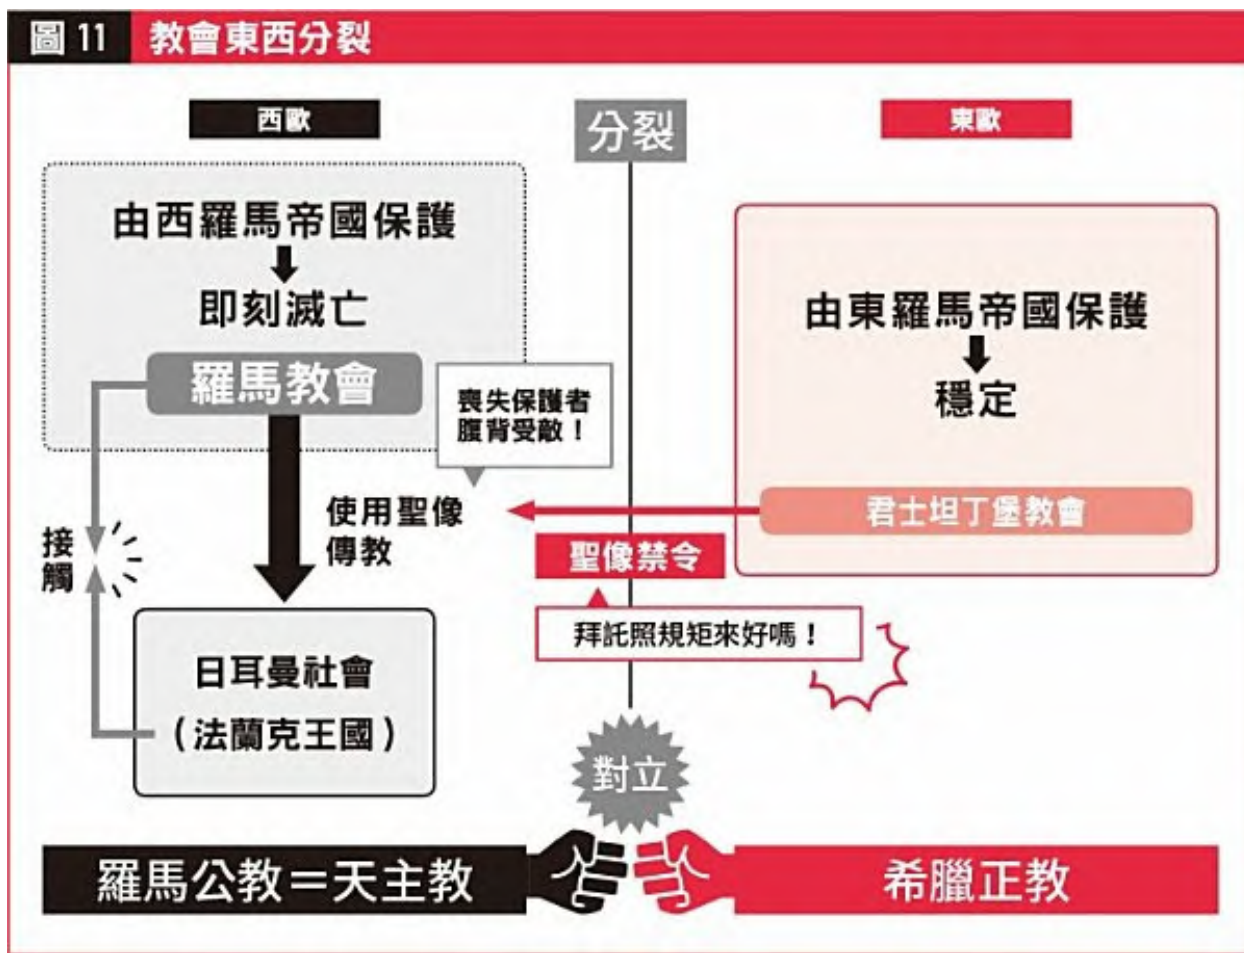 圖 11
教會東西分裂
西歐
分裂
東歐
由西羅馬帝國保護
即刻滅亡
羅馬教會
喪失保護者
腹背受敵！
由東羅馬帝國保護
穩定
君士坦丁堡教會
使用聖像
傳教
聖像禁令
接觸
拜託照規矩來好嗎！
日耳曼社會
（法蘭克王國）
對立
羅馬公教＝天主教
希臘正教